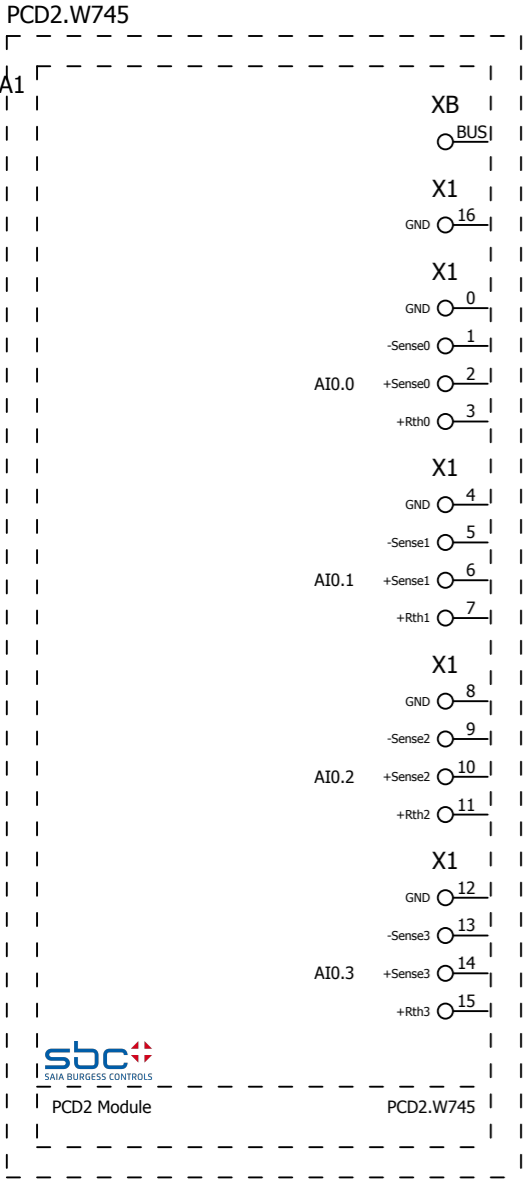 PCD2.W745
A1
XB
BUS
X1
GND 16
X1
GND 0
-Sense0 1
AI0.0 +Sense0 2
+Rth0 3
X1
GND 4
-Sense1 5
AI0.1 +Sense1 6
+Rth1 7
X1
GND 8
-Sense2 9
AI0.2 +Sense2 10
+Rth2 11
X1
GND 12
-Sense3 13
AI0.3 +Sense3 14
+Rth3 15
sbc
SAIA BURGESS CONTROLS
PCD2 Module PCD2.W745